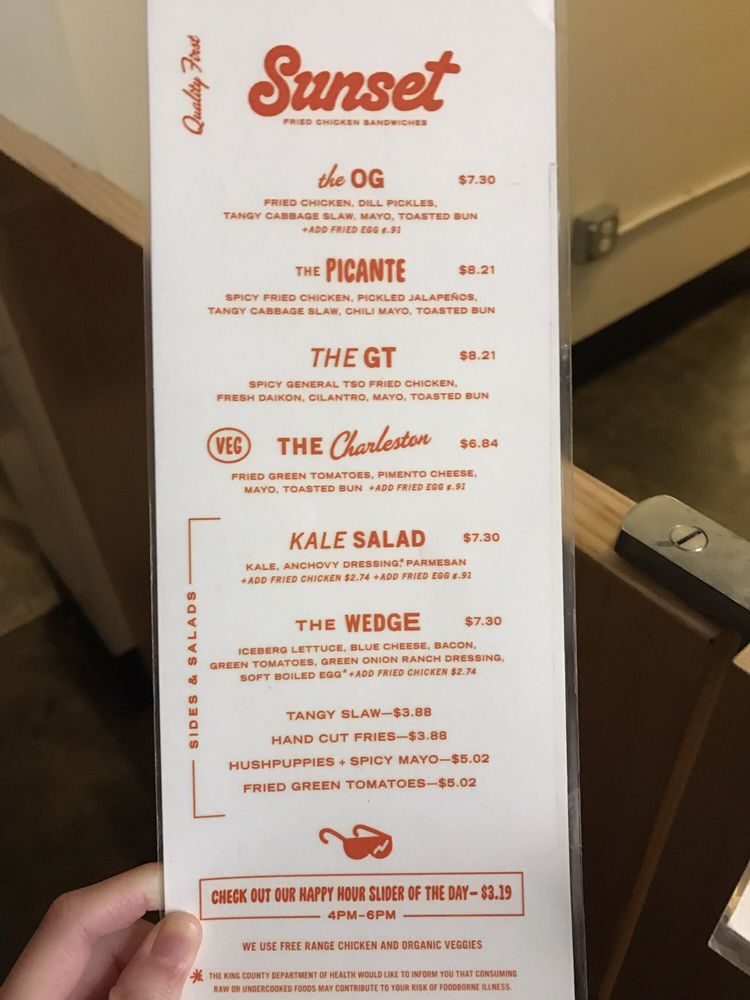 Quality First
Sunset
FRIED CHICKEN SANDWICHES
the OG $7.30
FRIED CHICKEN, DILL PICKLES,
TANGY CABBAGE SLAW, MAYO, TOASTED BUN
+ADD FRIED EGG ¢.91
THE PICANTE $8.21
SPICY FRIED CHICKEN, PICKLED JALAPEÑOS,
TANGY CABBAGE SLAW, CHILI MAYO, TOASTED BUN
THE GT $8.21
SPICY GENERAL TSO FRIED CHICKEN,
FRESH DAIKON, CILANTRO, MAYO, TOASTED BUN
VEG THE Charleston $6.84
FRIED GREEN TOMATOES, PIMENTO CHEESE,
MAYO, TOASTED BUN +ADD FRIED EGG ¢.91
SIDES & SALADS
KALE SALAD $7.30
KALE, ANCHOVY DRESSING,* PARMESAN
+ADD FRIED CHICKEN $2.74 +ADD FRIED EGG ¢.91
THE WEDGE $7.30
ICEBERG LETTUCE, BLUE CHEESE, BACON,
GREEN TOMATOES, GREEN ONION RANCH DRESSING,
SOFT BOILED EGG* +ADD FRIED CHICKEN $2.74
TANGY SLAW—$3.88
HAND CUT FRIES—$3.88
HUSHPUPPIES + SPICY MAYO—$5.02
FRIED GREEN TOMATOES—$5.02
CHECK OUT OUR HAPPY HOUR SLIDER OF THE DAY – $3.19
4PM–6PM
WE USE FREE RANGE CHICKEN AND ORGANIC VEGGIES
* THE KING COUNTY DEPARTMENT OF HEALTH WOULD LIKE TO INFORM YOU THAT CONSUMING
RAW OR UNDERCOOKED FOODS MAY CONTRIBUTE TO YOUR RISK OF FOODBORNE ILLNESS.